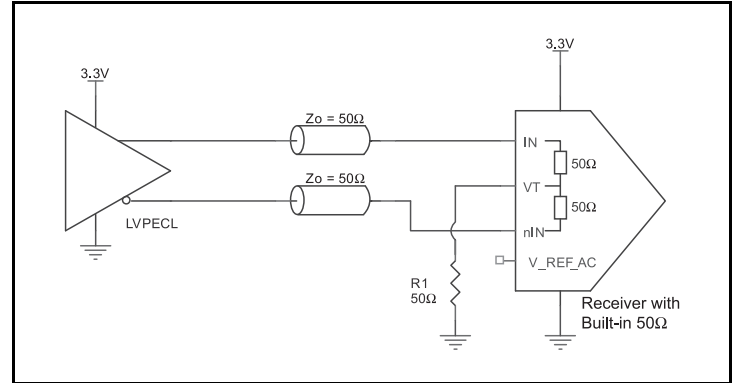 3.3V
3.3V
Zo = 50Ω
IN
50Ω
Zo = 50Ω
VT
50Ω
LVPECL
nIN
V_REF_AC
R1
50Ω
Receiver with
Built-in 50Ω